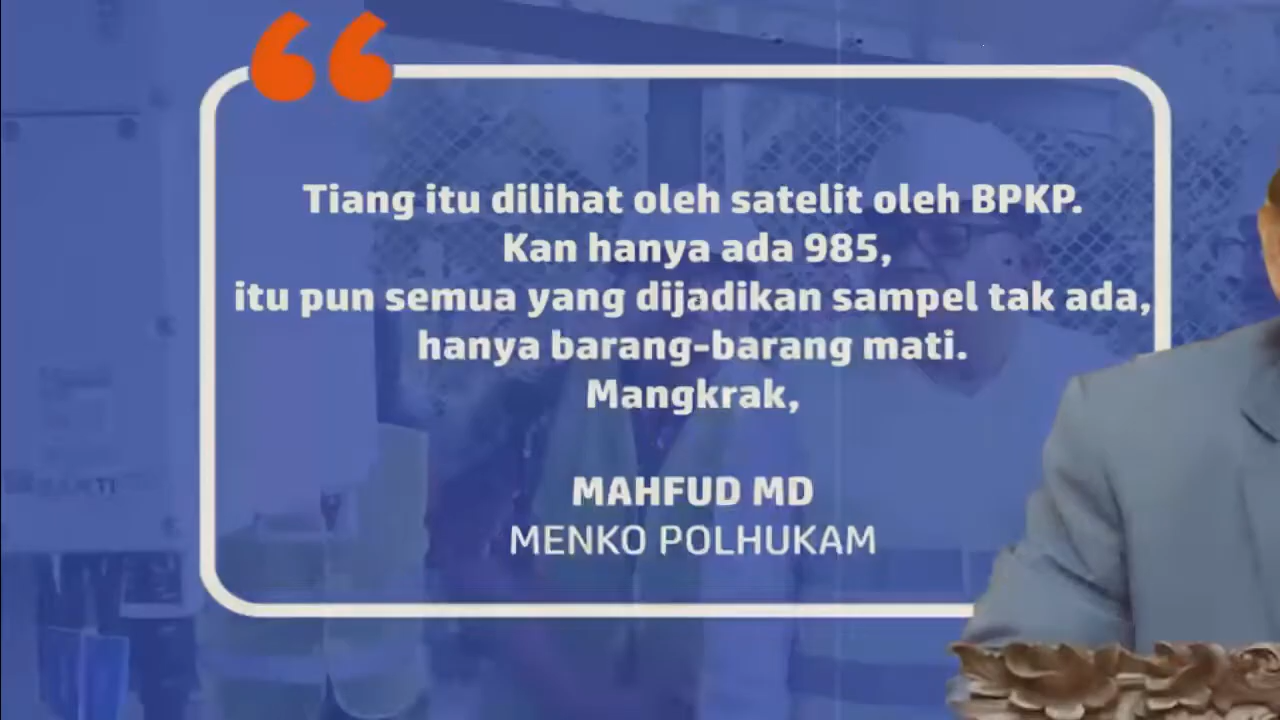 Tiang itu dilihat oleh satelit oleh BPKP.
Kan hanya ada 985,
itu pun semua yang dijadikan sampel tak ada,
hanya barang-barang mati.
Mangkrak,
MAHFUD MD
MENKO POLHUKAM